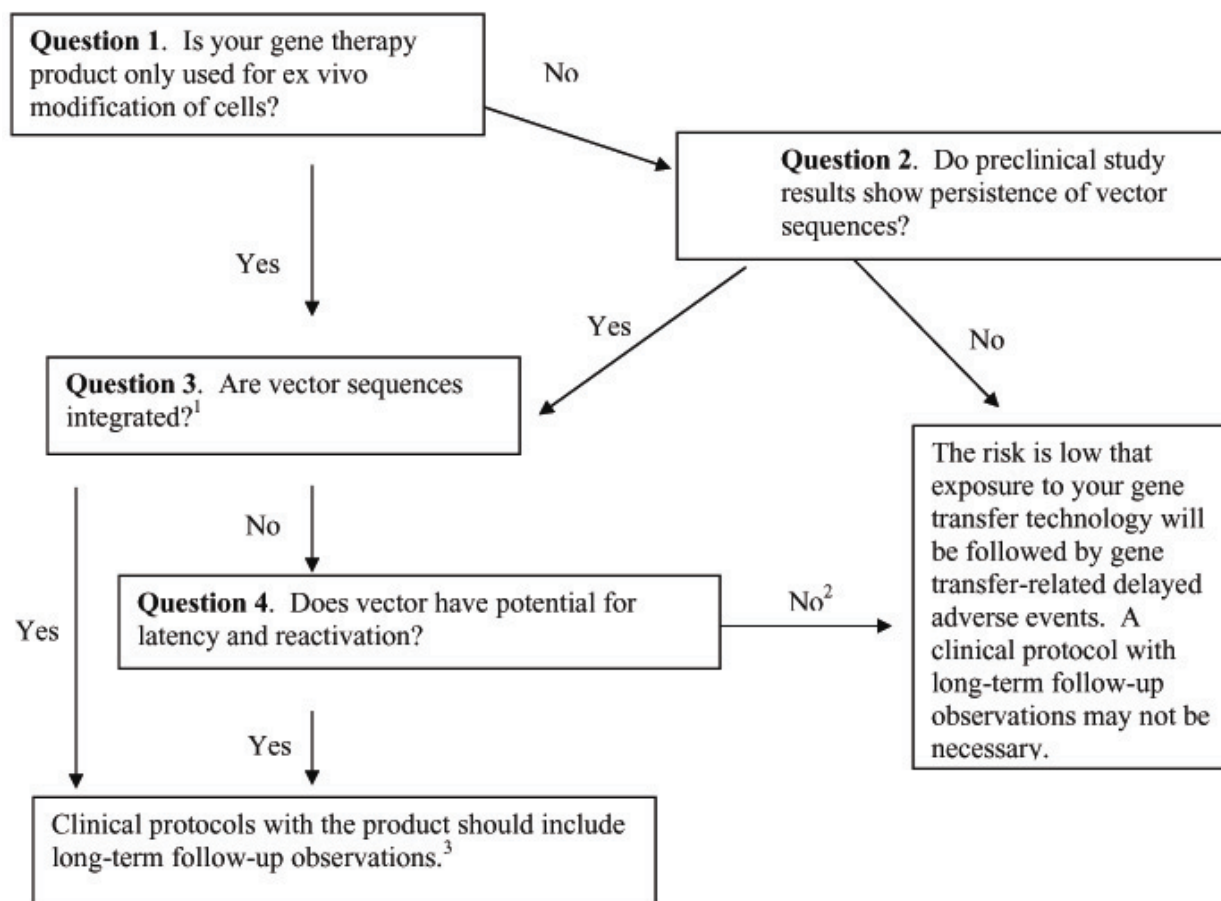 Question 1.  Is your gene therapy
product only used for ex vivo
modification of cells?
No
Question 2.  Do preclinical study
results show persistence of vector
sequences?
Yes
Yes
No
Question 3.  Are vector sequences
integrated?¹
The risk is low that
exposure to your gene
transfer technology will
be followed by gene
transfer-related delayed
adverse events.  A
clinical protocol with
long-term follow-up
observations may not be
necessary.
No
Question 4.  Does vector have potential for
latency and reactivation?
No²
Yes
Yes
Clinical protocols with the product should include
long-term follow-up observations.³